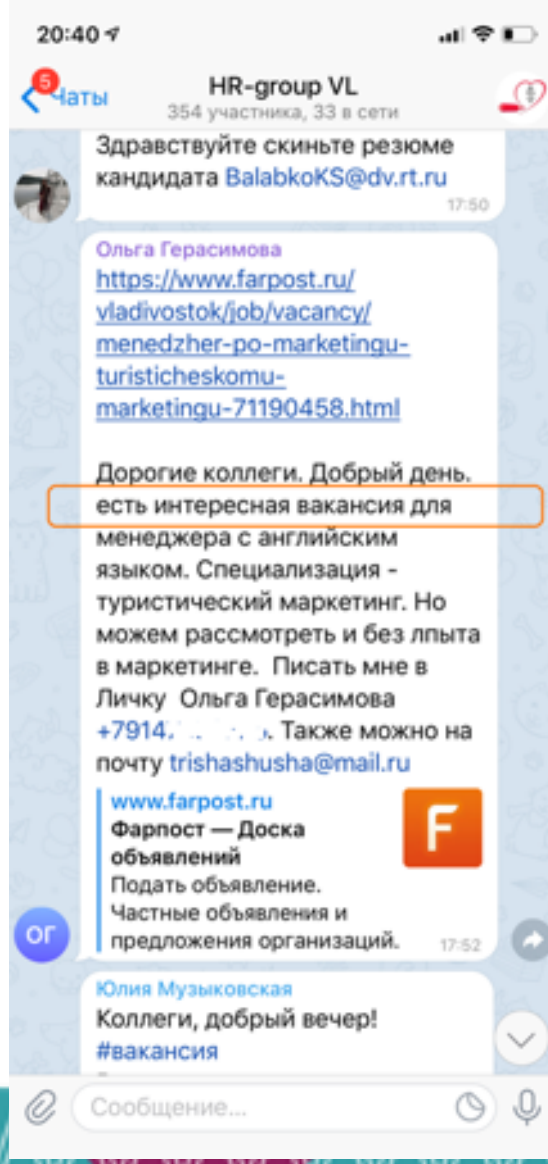 20:40
5
Чаты
HR-group VL
354 участника, 33 в сети
Здравствуйте скиньте резюме
кандидата BalabkoKS@dv.rt.ru
17:50
Ольга Герасимова
https://www.farpost.ru/
vladivostok/job/vacancy/
menedzher-po-marketingu-
turisticheskomu-
marketingu-71190458.html
Дорогие коллеги. Добрый день.
есть интересная вакансия для
менеджера с английским
языком. Специализация -
туристический маркетинг. Но
можем рассмотреть и без лпыта
в маркетинге. Писать мне в
Личку Ольга Герасимова
+7914. Также можно на
почту trishashusha@mail.ru
www.farpost.ru
Фарпост — Доска
объявлений
Подать объявление.
Частные объявления и
предложения организаций.
17:52
F
ОГ
Юлия Музыковская
Коллеги, добрый вечер!
#вакансия
Сообщение...